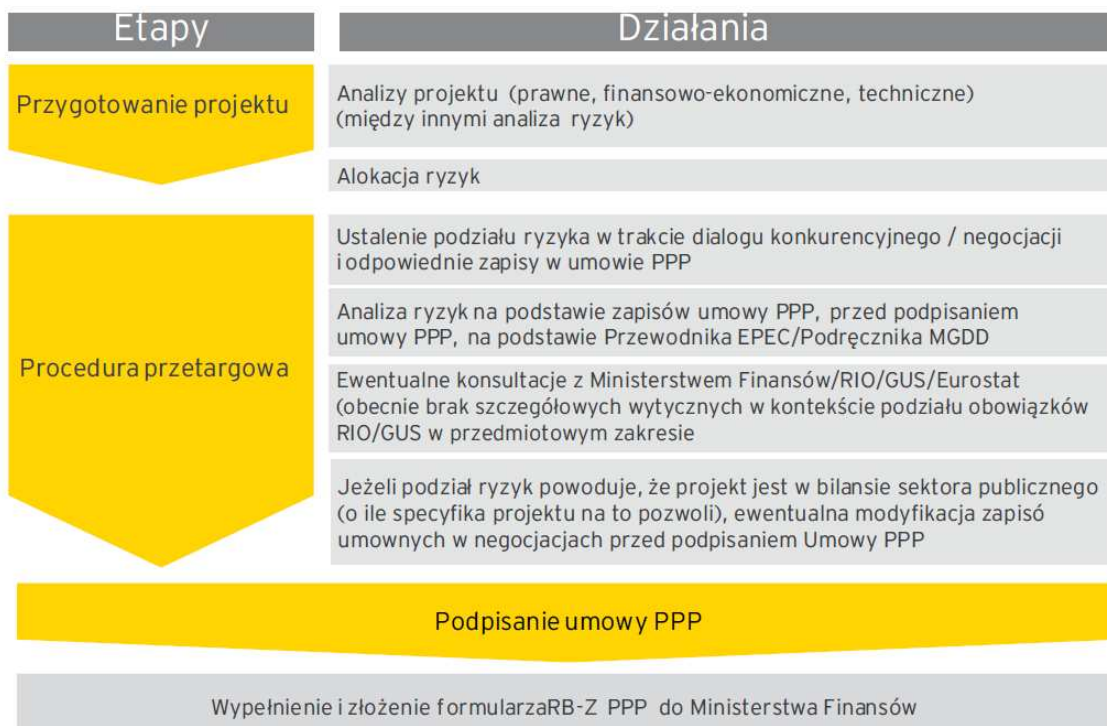 Etapy
Działania
Przygotowanie projektu
Analizy projektu (prawne, finansowo-ekonomiczne, techniczne)
(między innymi analiza ryzyk)
Alokacja ryzyk
Procedura przetargowa
Ustalenie podziału ryzyka w trakcie dialogu konkurencyjnego / negocjacji
i odpowiednie zapisy w umowie PPP
Analiza ryzyk na podstawie zapisów umowy PPP, przed podpisaniem
umowy PPP, na podstawie Przewodnika EPEC/Podręcznika MGDD
Ewentualne konsultacje z Ministerstwem Finansów/RIO/GUS/Eurostat
(obecnie brak szczegółowych wytycznych w kontekście podziału obowiązków
RIO/GUS w przedmiotowym zakresie
Jeżeli podział ryzyk powoduje, że projekt jest w bilansie sektora publicznego
(o ile specyfika projektu na to pozwoli), ewentualna modyfikacja zapisó
umownych w negocjacjach przed podpisaniem Umowy PPP
Podpisanie umowy PPP
Wypełnienie i złożenie formularzaRB-Z PPP do Ministerstwa Finansów